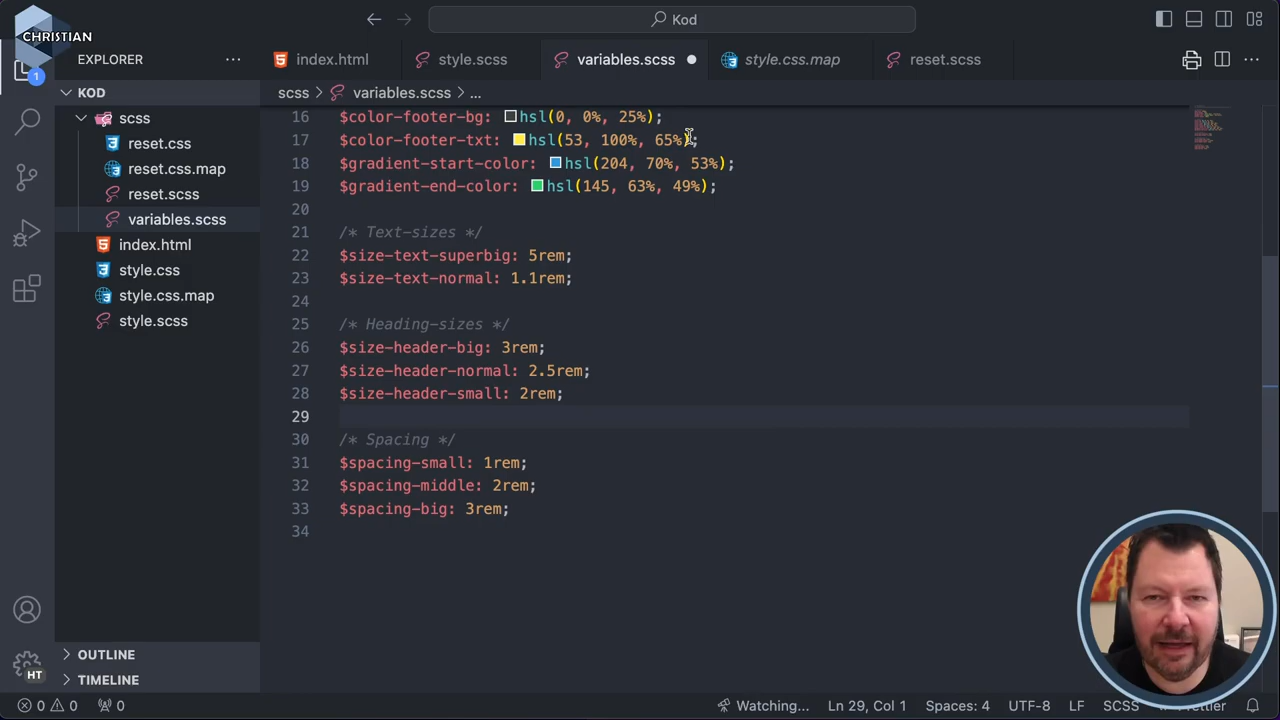 CHRISTIAN
Kod
EXPLORER
index.html
style.scss
variables.scss
style.css.map
reset.scss
1
KOD
scss > variables.scss > ...
scss
reset.css
reset.css.map
reset.scss
variables.scss
index.html
style.css
style.css.map
style.scss
16 $color-footer-bg: hsl(0, 0%, 25%);
17 $color-footer-txt: hsl(53, 100%, 65%);
18 $gradient-start-color: hsl(204, 70%, 53%);
19 $gradient-end-color: hsl(145, 63%, 49%);
20
21 /* Text-sizes */
22 $size-text-superbig: 5rem;
23 $size-text-normal: 1.1rem;
24
25 /* Heading-sizes */
26 $size-header-big: 3rem;
27 $size-header-normal: 2.5rem;
28 $size-header-small: 2rem;
29
30 /* Spacing */
31 $spacing-small: 1rem;
32 $spacing-middle: 2rem;
33 $spacing-big: 3rem;
34
OUTLINE
TIMELINE
HT
0 0 0 Watching... Ln 29, Col 1 Spaces: 4 UTF-8 LF SCSS Prettier